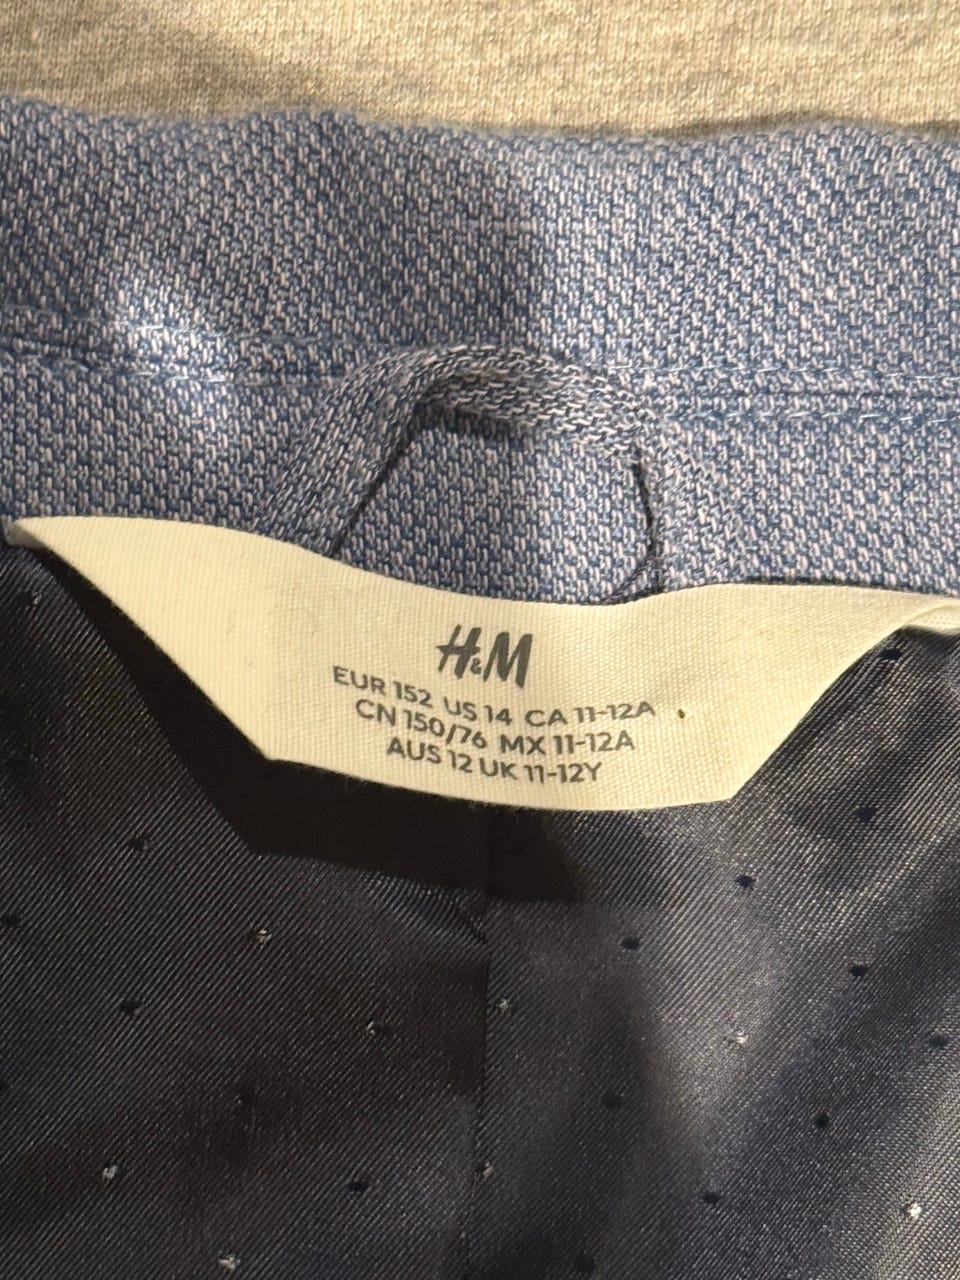 H&M
EUR 152 US 14 CA 11-12A
CN 150/76 MX 11-12A
AUS 12 UK 11-12Y